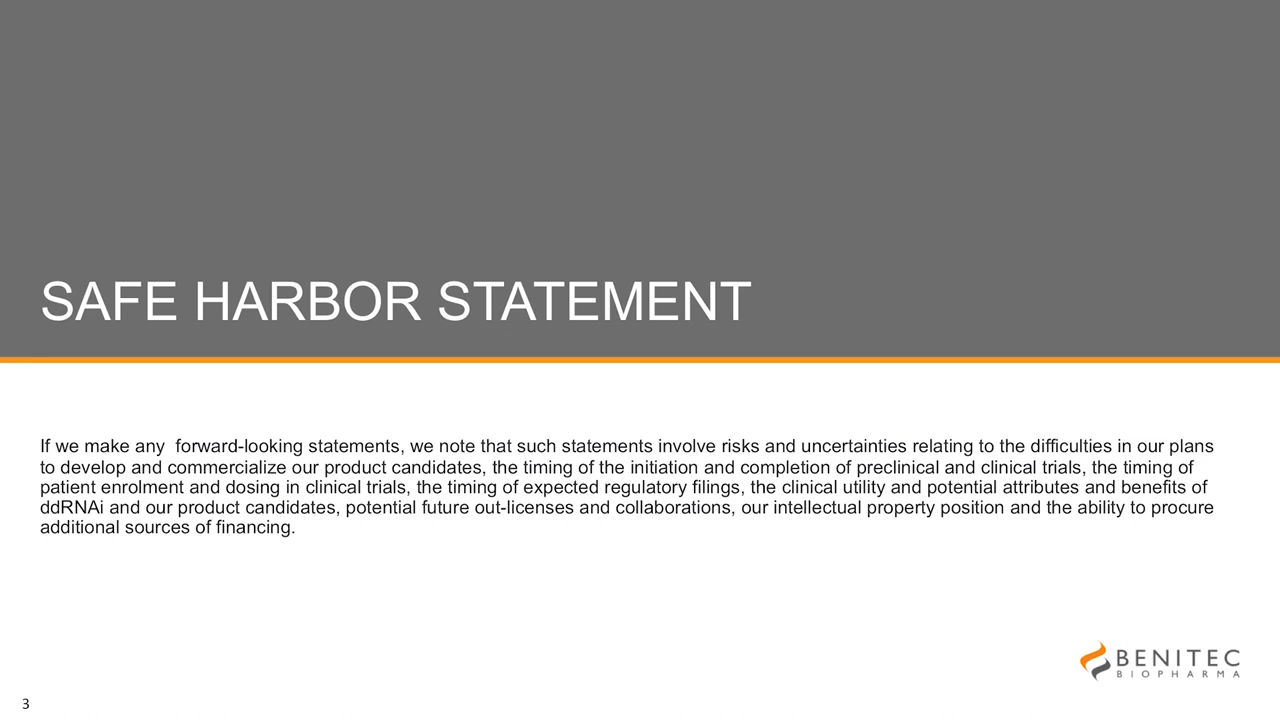 SAFE HARBOR STATEMENT
If we make any  forward-looking statements, we note that such statements involve risks and uncertainties relating to the difficulties in our plans
to develop and commercialize our product candidates, the timing of the initiation and completion of preclinical and clinical trials, the timing of
patient enrolment and dosing in clinical trials, the timing of expected regulatory filings, the clinical utility and potential attributes and benefits of
ddRNAi and our product candidates, potential future out-licenses and collaborations, our intellectual property position and the ability to procure
additional sources of financing.
BENITEC
BIOPHARMA
3